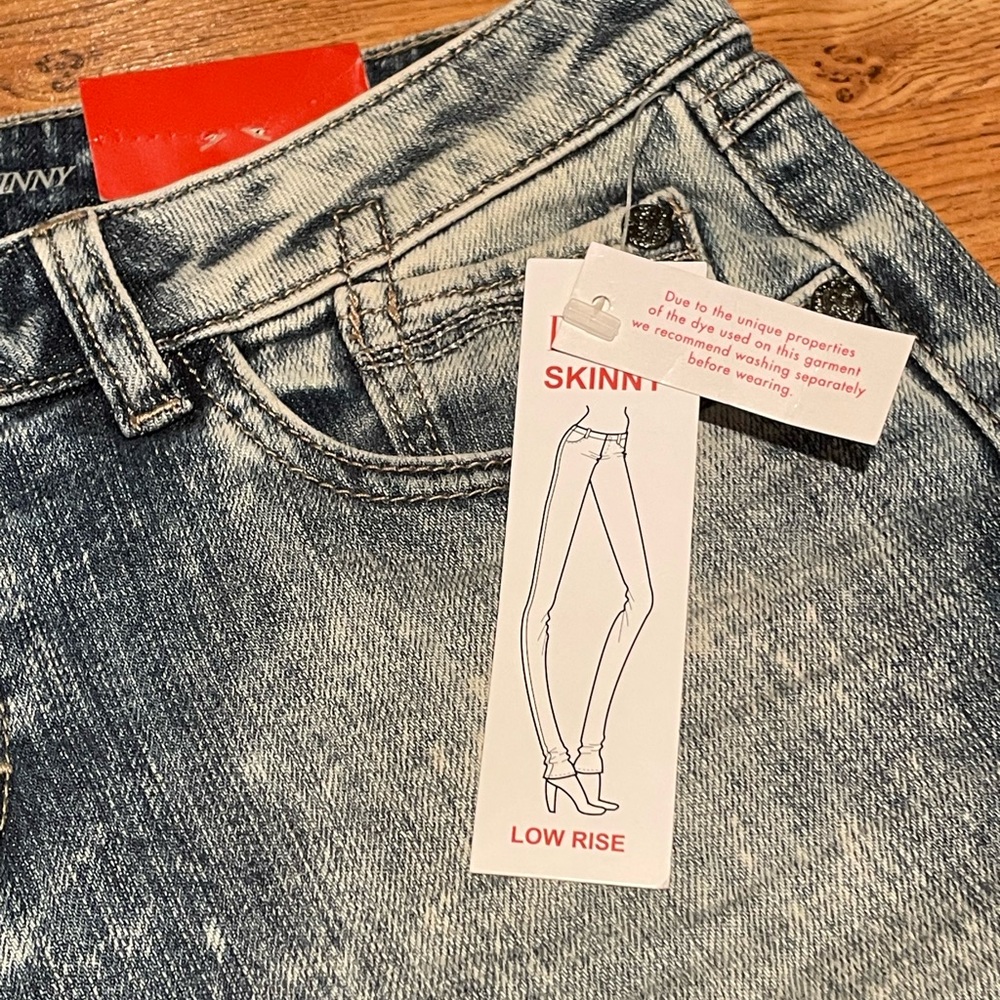 Due to the unique properties
of the dye used on this garment
we recommend washing separately
before wearing.
SKINNY
LOW RISE